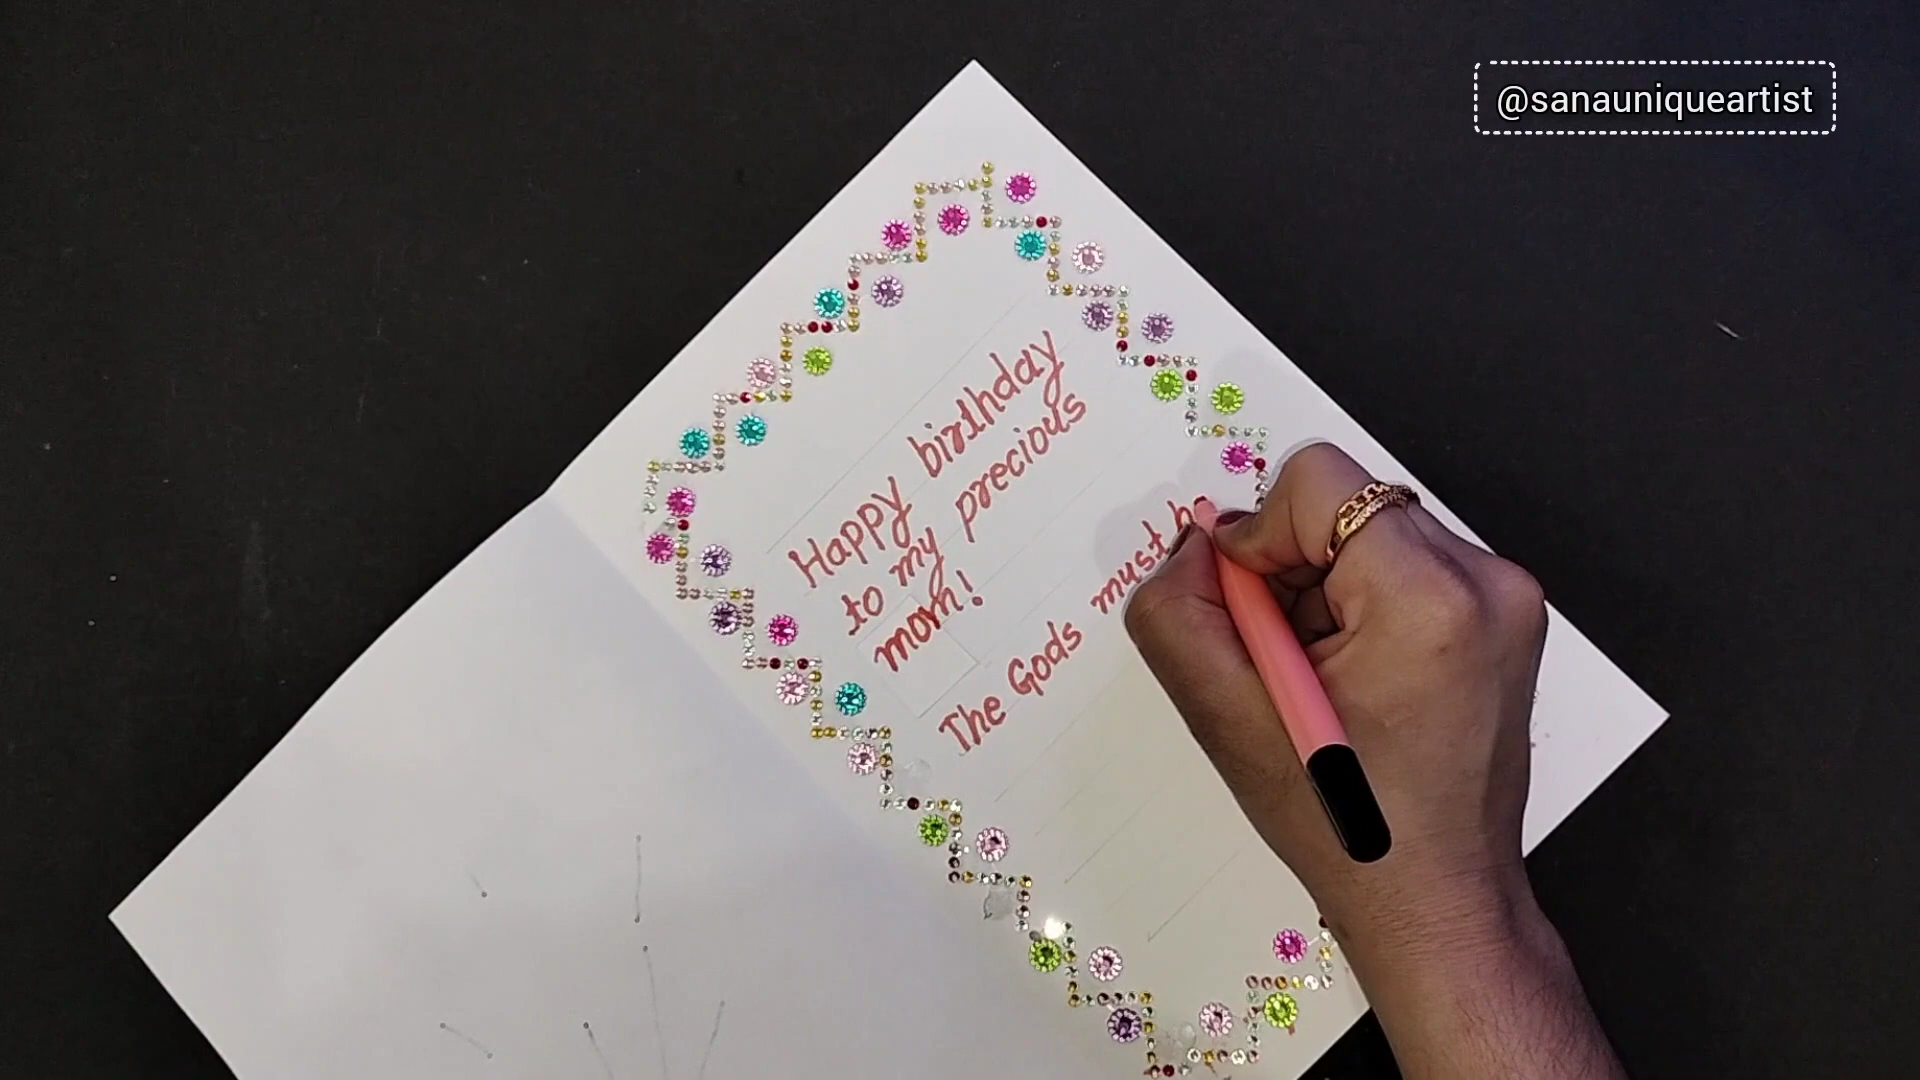 @sanauniqueartist
Happy birthday
to my precious
mom!
The Gods must